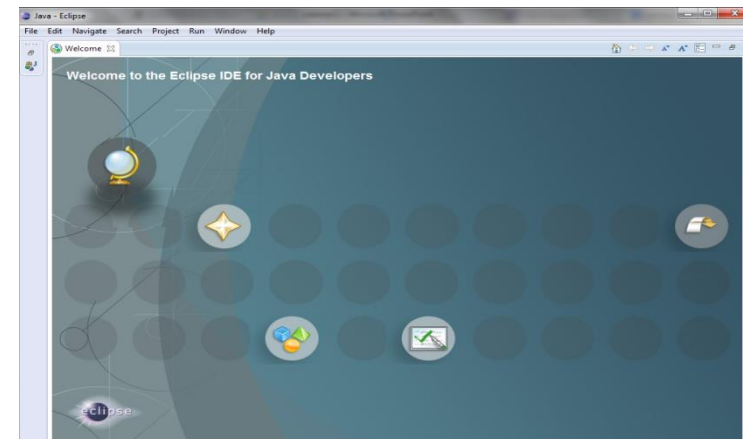 Java - Eclipse
File Edit Navigate Search Project Run Window Help
Welcome
Welcome to the Eclipse IDE for Java Developers
eclipse